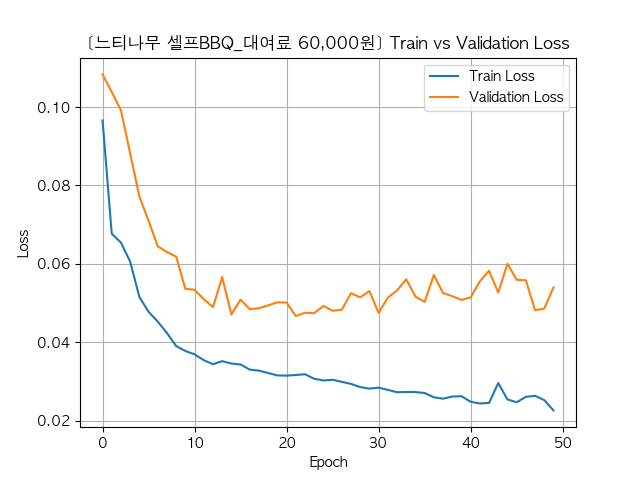 [느티나무 셀프BBQ_대여료 60,000원] Train vs Validation Loss
Train Loss
Validation Loss
Loss
0.10
0.08
0.06
0.04
0.02
0
10
20
30
40
50
Epoch